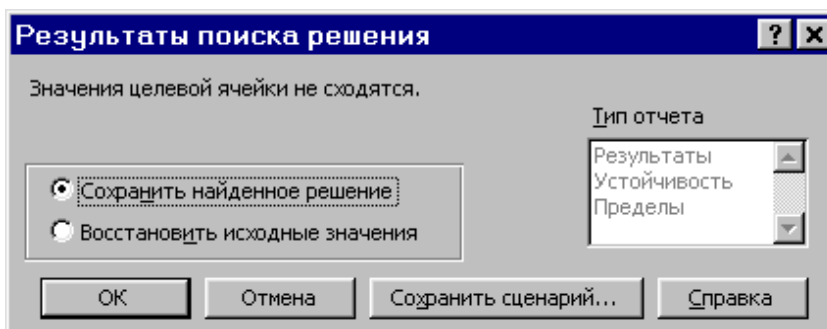 Результаты поиска решения
Значения целевой ячейки не сходятся.
Тип отчета
Результаты
Устойчивость
Пределы
Сохранить найденное решение
Восстановить исходные значения
ОК
Отмена
Сохранить сценарий...
Справка